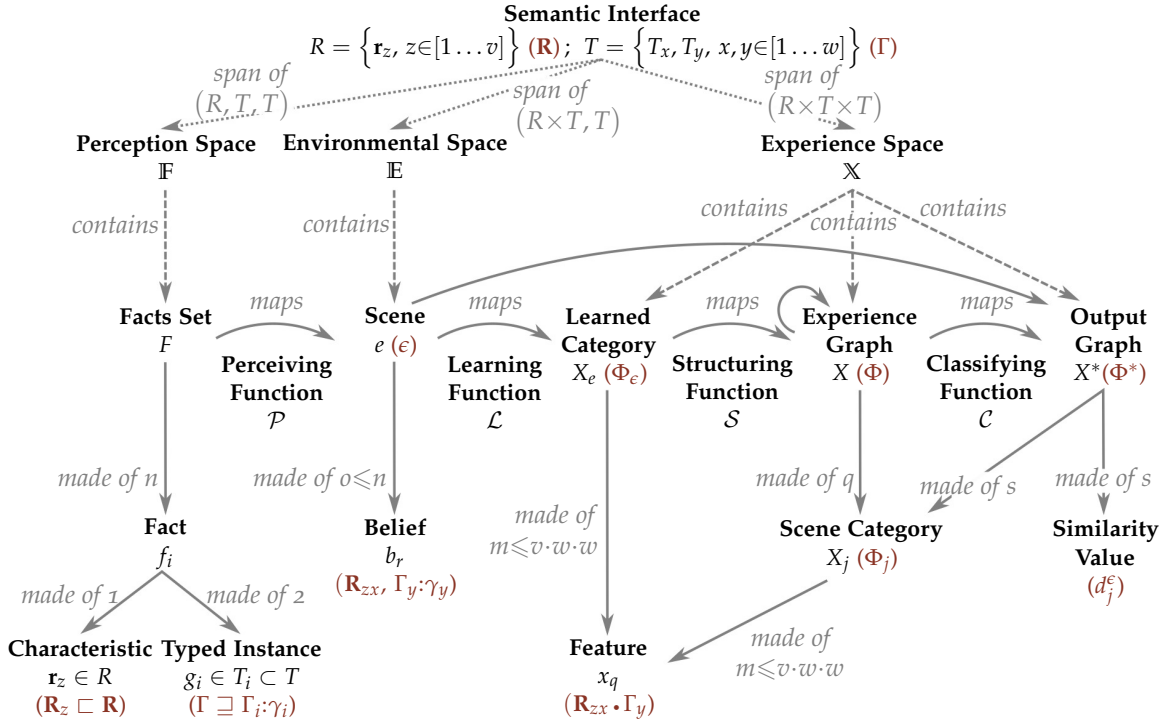 Semantic Interface
R = {𝐫_z, z∈[1 … v]} (𝐑); T = {T_x, T_y, x, y∈[1 … w]} (Γ)
span of
(R, T, T)
span of
(R×T, T)
span of
(R×T×T)
Perception Space
𝔽
Environmental Space
𝔼
Experience Space
𝕏
contains
contains
contains
contains
contains
Facts Set
F
maps
Perceiving
Function
𝒫
Scene
e (ϵ)
maps
Learning
Function
ℒ
Learned
Category
X_e (Φ_ϵ)
maps
Structuring
Function
𝒮
Experience
Graph
X (Φ)
maps
Classifying
Function
𝒞
Output
Graph
X* (Φ*)
made of n
made of o⩽n
made of
m⩽v·w·w
made of q
made of s
made of s
Fact
f_i
Belief
b_r
(𝐑_zx, Γ_y:γ_y)
Scene Category
X_j (Φ_j)
Similarity
Value
(d_j^ϵ)
made of 1
made of 2
made of
m⩽v·w·w
Characteristic
𝐫_z ∈ R
(𝐑_z ⊏ 𝐑)
Typed Instance
g_i ∈ T_i ⊂ T
(Γ ⊒ Γ_i:γ_i)
Feature
x_q
(𝐑_zx • Γ_y)